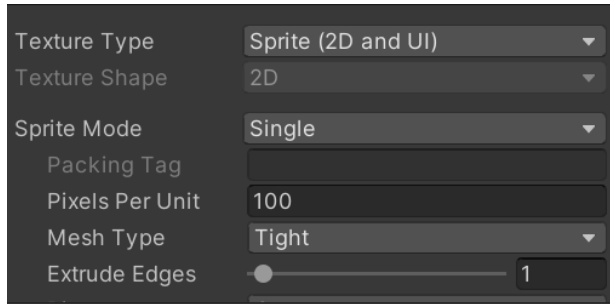 Texture Type Sprite (2D and UI)
Texture Shape 2D
Sprite Mode Single
Packing Tag
Pixels Per Unit 100
Mesh Type Tight
Extrude Edges 1